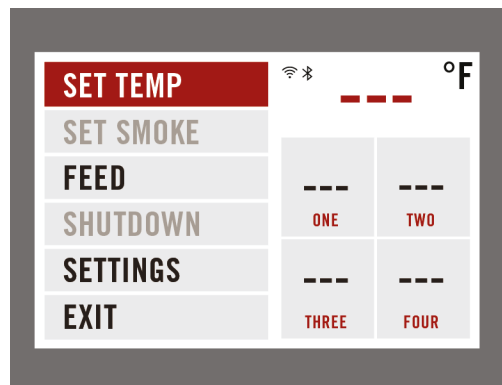 SET TEMP
SET SMOKE
FEED
SHUTDOWN
SETTINGS
EXIT
°F
---
--- ---
ONE TWO
--- ---
THREE FOUR